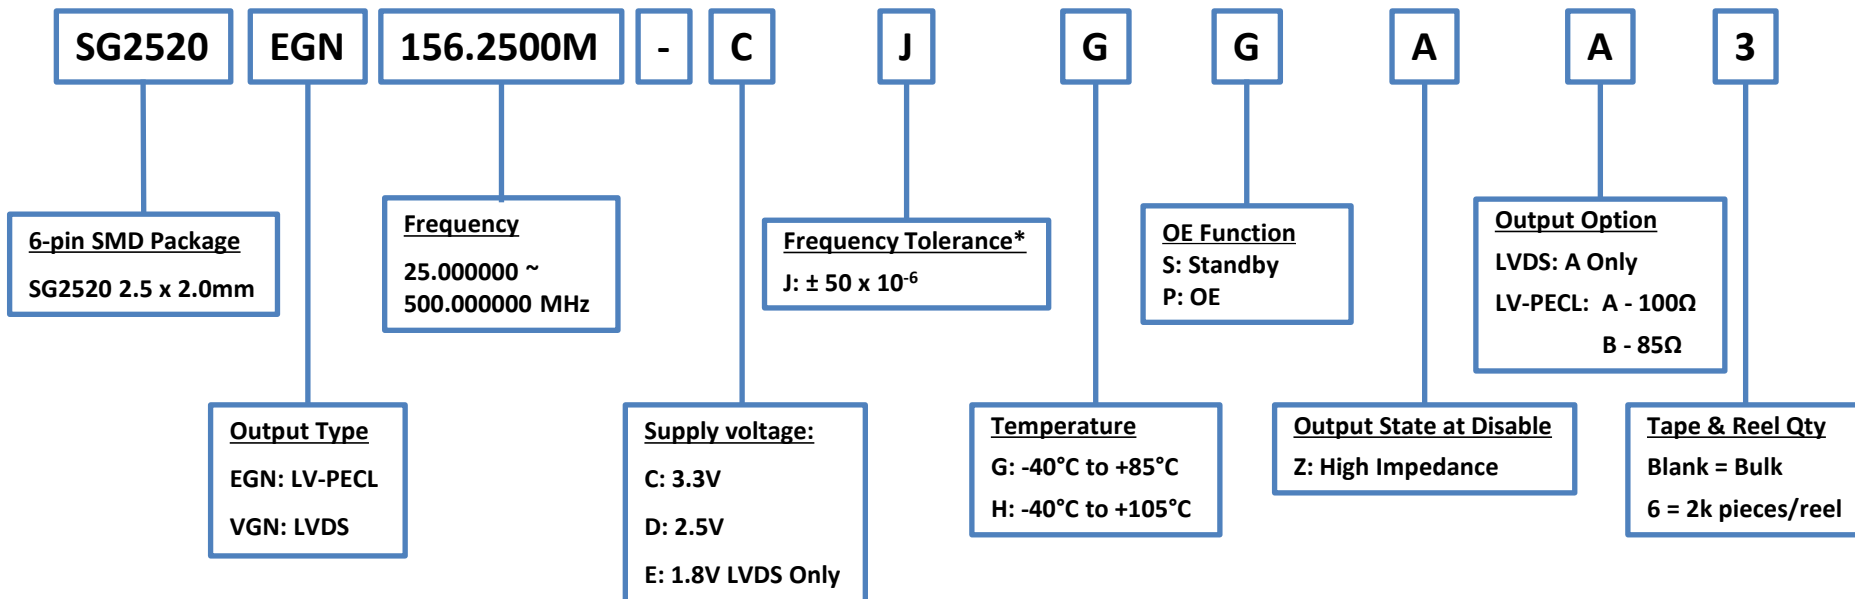 SG2520 EGN 156.2500M - C J G G A A 3
6-pin SMD Package
SG2520 2.5 x 2.0mm
Output Type
EGN: LV-PECL
VGN: LVDS
Frequency
25.000000 ~
500.000000 MHz
Supply voltage:
C: 3.3V
D: 2.5V
E: 1.8V LVDS Only
Frequency Tolerance*
J: ± 50 x 10⁻⁶
Temperature
G: -40°C to +85°C
H: -40°C to +105°C
OE Function
S: Standby
P: OE
Output State at Disable
Z: High Impedance
Output Option
LVDS: A Only
LV-PECL: A - 100Ω
B - 85Ω
Tape & Reel Qty
Blank = Bulk
6 = 2k pieces/reel